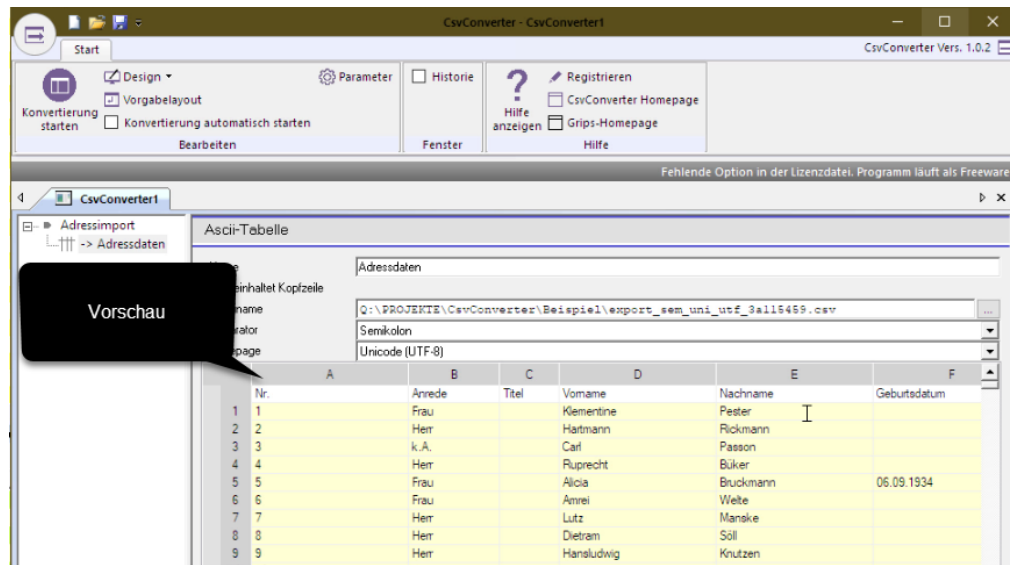 CsvConverter - CsvConverter1
Start
CsvConverter Vers. 1.0.2
Konvertierung starten
Design
Vorgabelayout
Konvertierung automatisch starten
Parameter
Bearbeiten
Historie
Fenster
Hilfe anzeigen
Registrieren
CsvConverter Homepage
Grips-Homepage
Hilfe
Fehlende Option in der Lizenzdatei. Programm läuft als Freeware
CsvConverter1
Adressimport
-> Adressdaten
Ascii-Tabelle
Vorschau
Adressdaten
Kopfzeile
Q:\PROJEKTE\CsvConverter\Beispiel\export_sem_uni_utf_3a115459.csv
...
Semikolon
Unicode (UTF-8)
A B C D E F
Nr. Anrede Titel Vorname Nachname Geburtsdatum
1 1 Frau Klementine Pester
2 2 Herr Hartmann Rickmann
3 3 k.A. Carl Passon
4 4 Herr Ruprecht Büker
5 5 Frau Alicia Bruckmann 06.09.1934
6 6 Frau Amrei Welte
7 7 Herr Lutz Manske
8 8 Herr Dietram Söll
9 9 Herr Hansludwig Knutzen